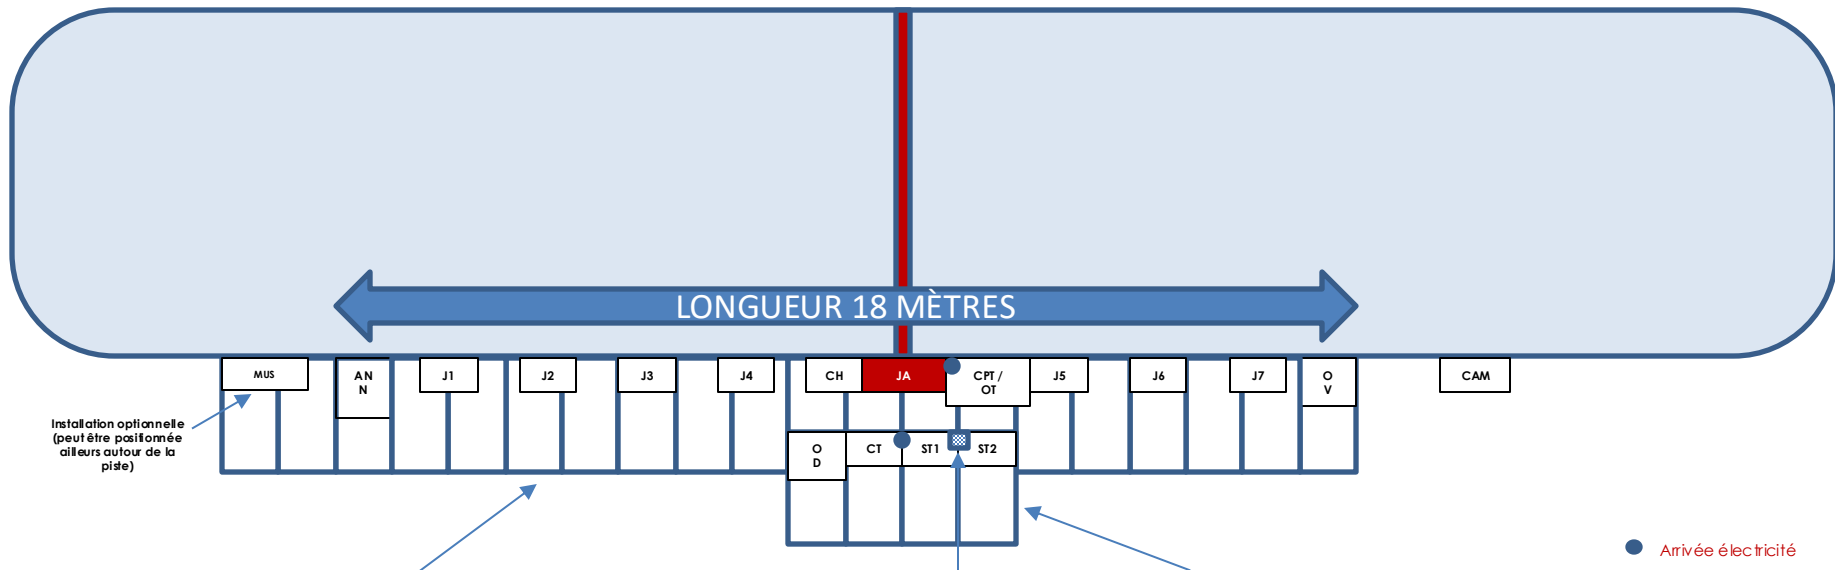 LONGUEUR 18 MÈTRES
MUS
AN
N
J1
J2
J3
J4
CH
JA
CPT /
OT
J5
J6
J7
O
V
CAM
Installation optionnelle
(peut être positionnée
ailleurs autour de la
piste)
O
D
CT
ST1
ST2
Arrivée électricité